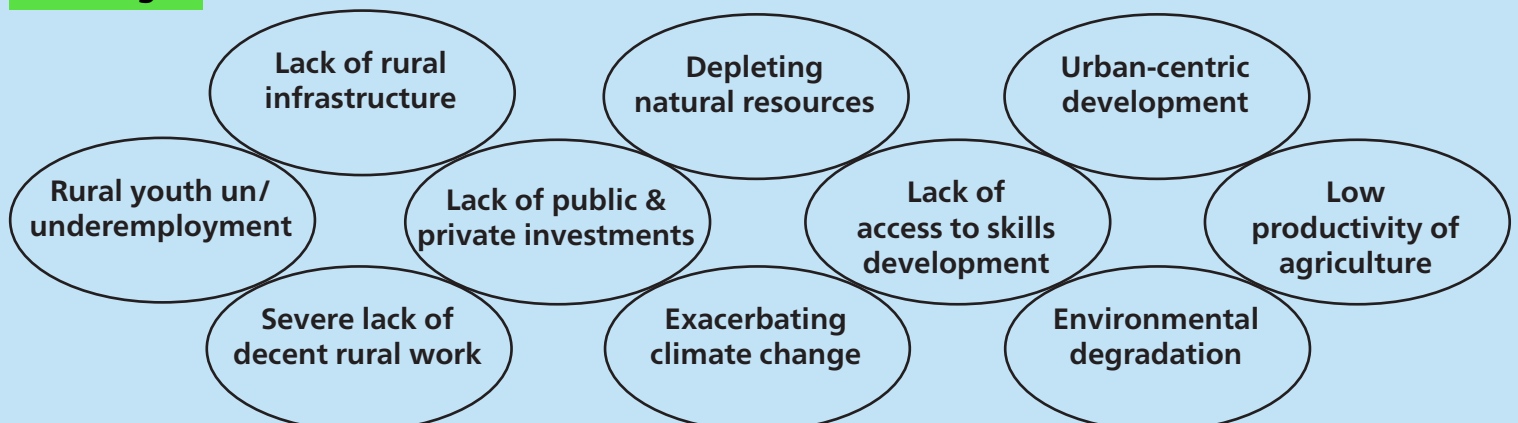 Lack of rural
infrastructure
Depleting
natural resources
Urban-centric
development
Rural youth un/
underemployment
Lack of public &
private investments
Lack of
access to skills
development
Low
productivity of
agriculture
Severe lack of
decent rural work
Exacerbating
climate change
Environmental
degradation